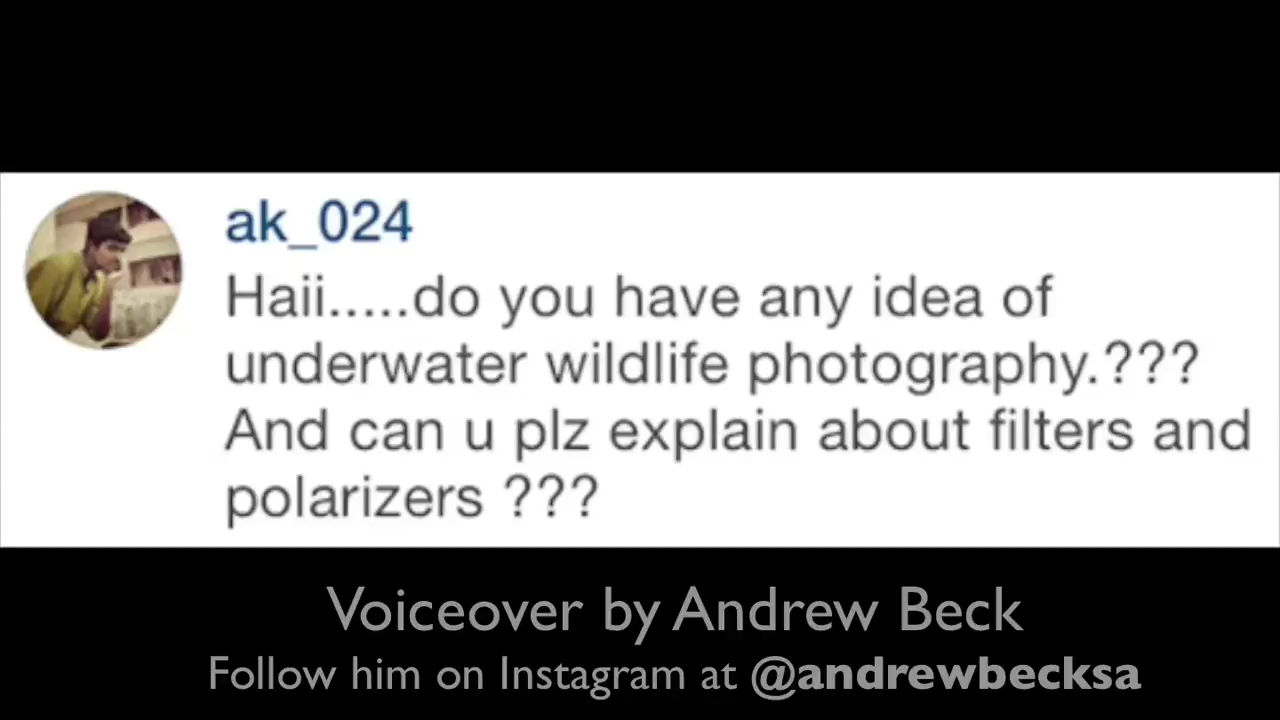 ak_024
Haii.....do you have any idea of
underwater wildlife photography.???
And can u plz explain about filters and
polarizers ???
Voiceover by Andrew Beck
Follow him on Instagram at @andrewbecksa